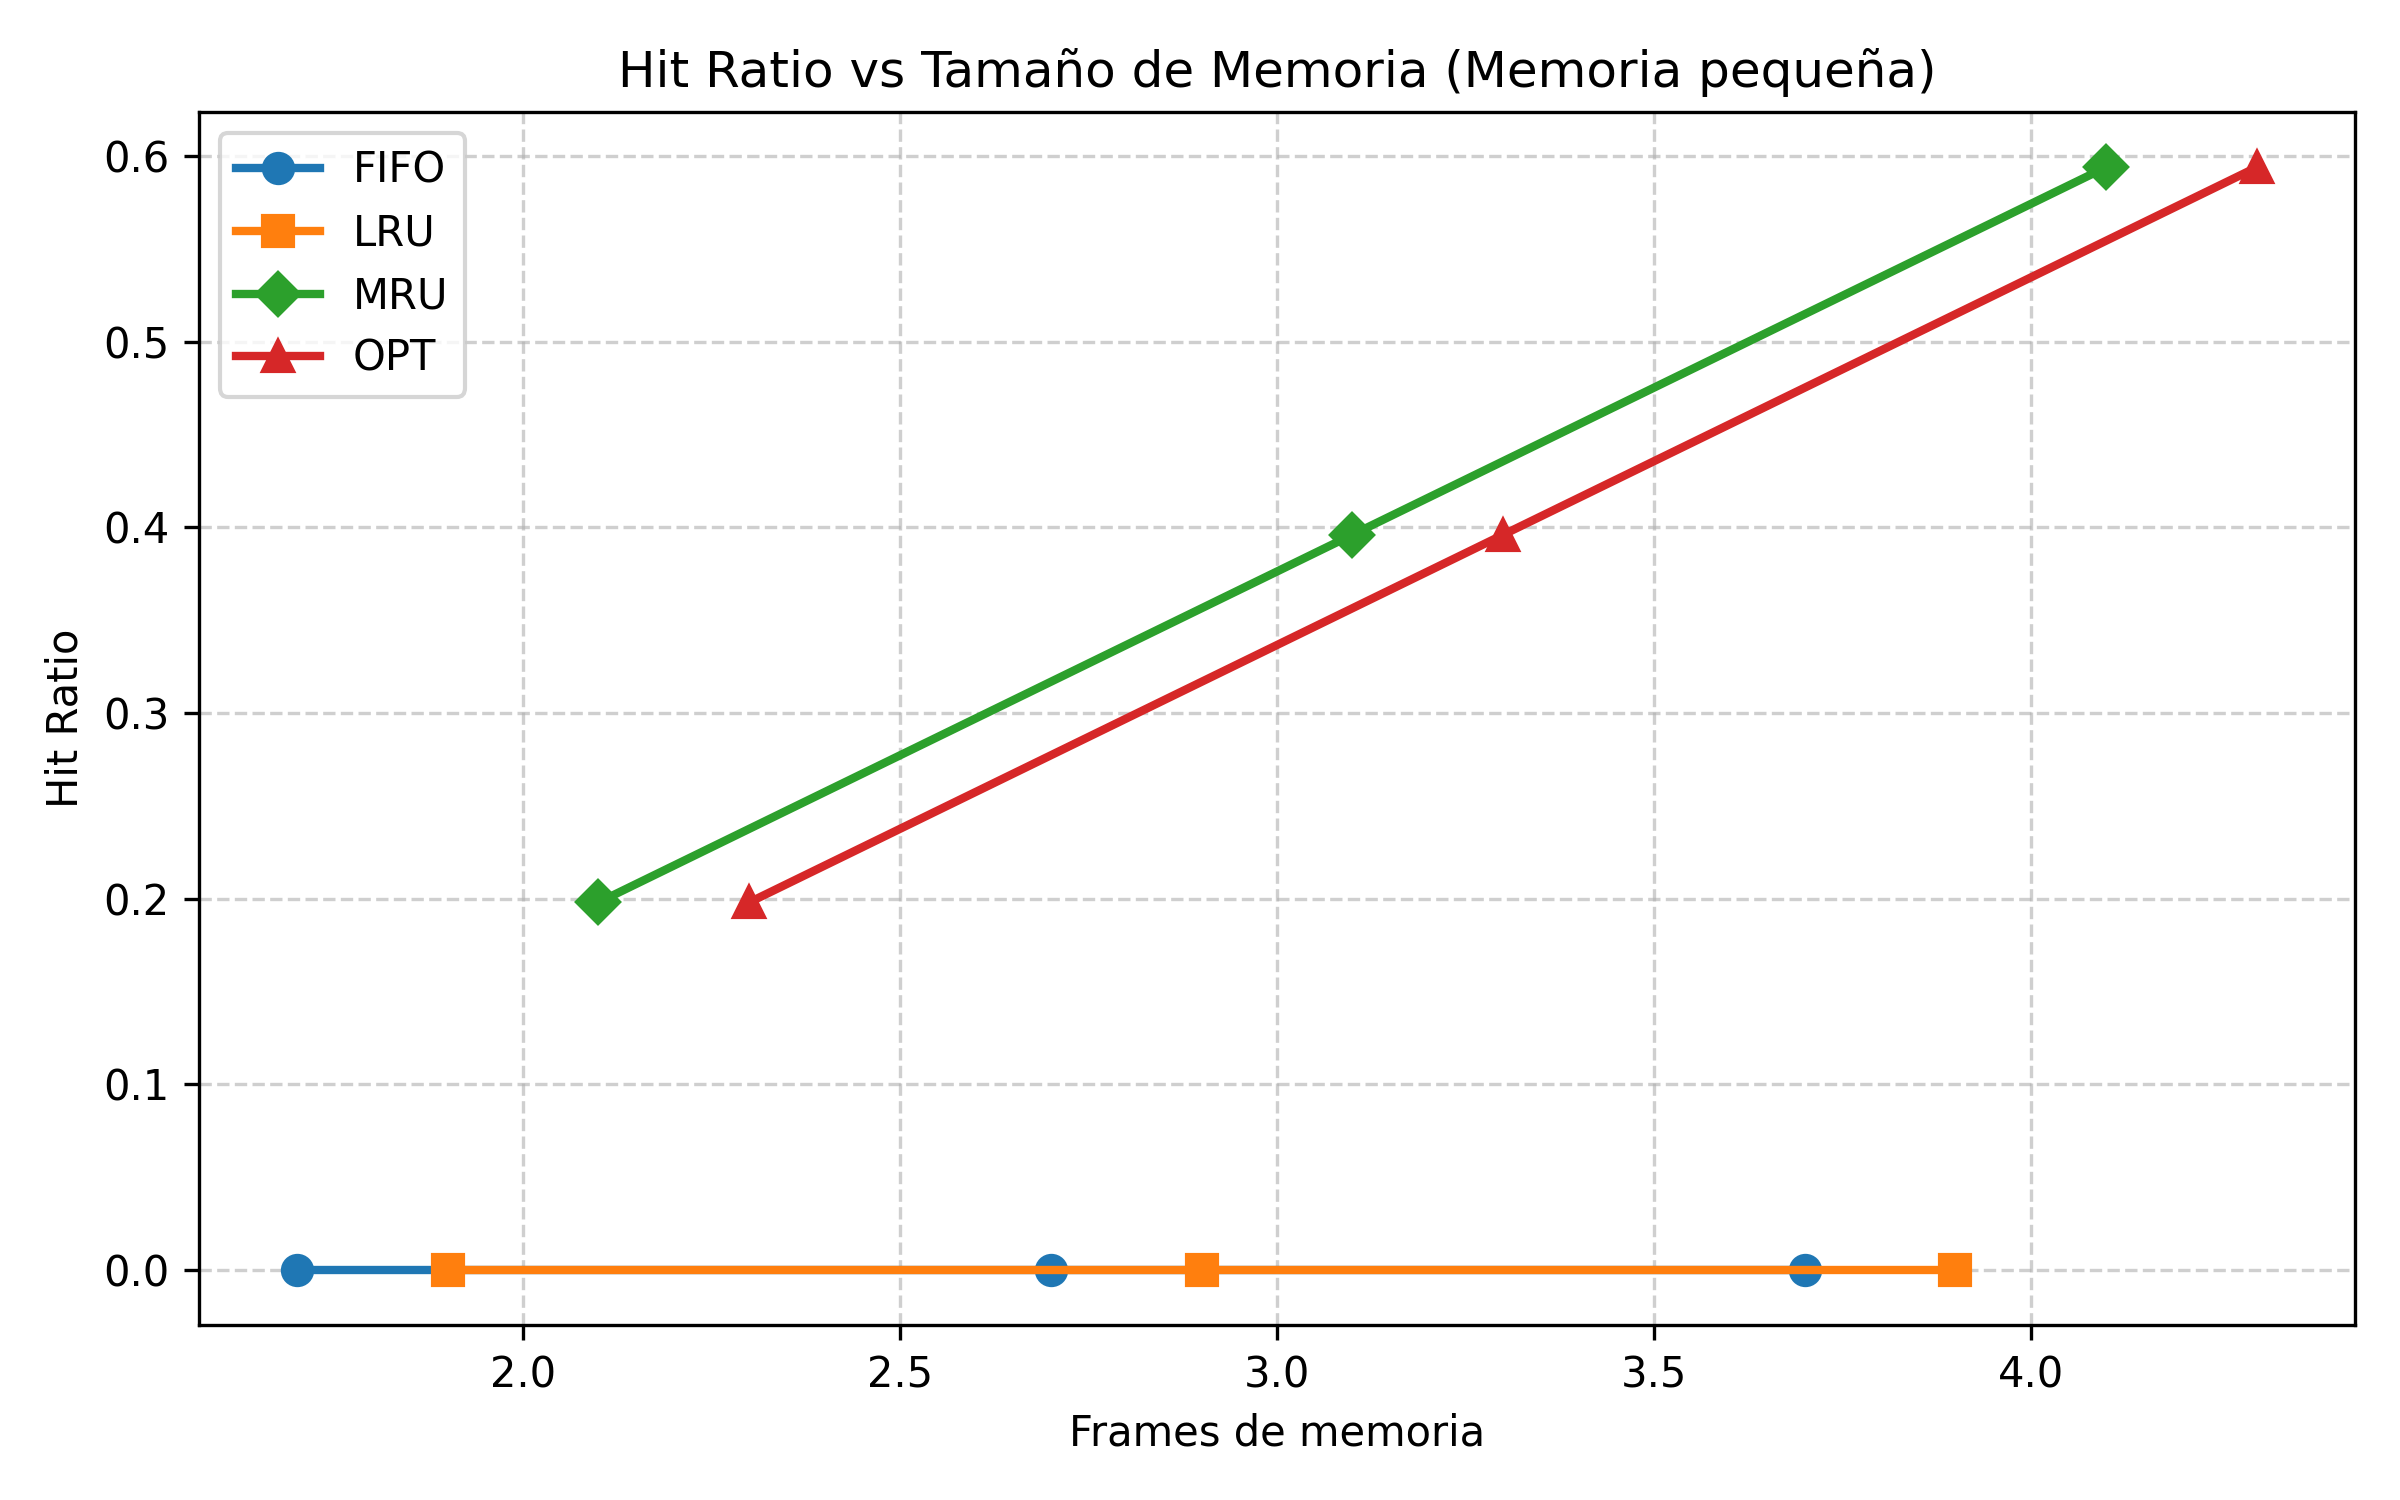 Hit Ratio vs Tamaño de Memoria (Memoria pequeña)
FIFO
LRU
MRU
OPT
0.6
0.5
0.4
0.3
0.2
0.1
0.0
Hit Ratio
2.0 2.5 3.0 3.5 4.0
Frames de memoria